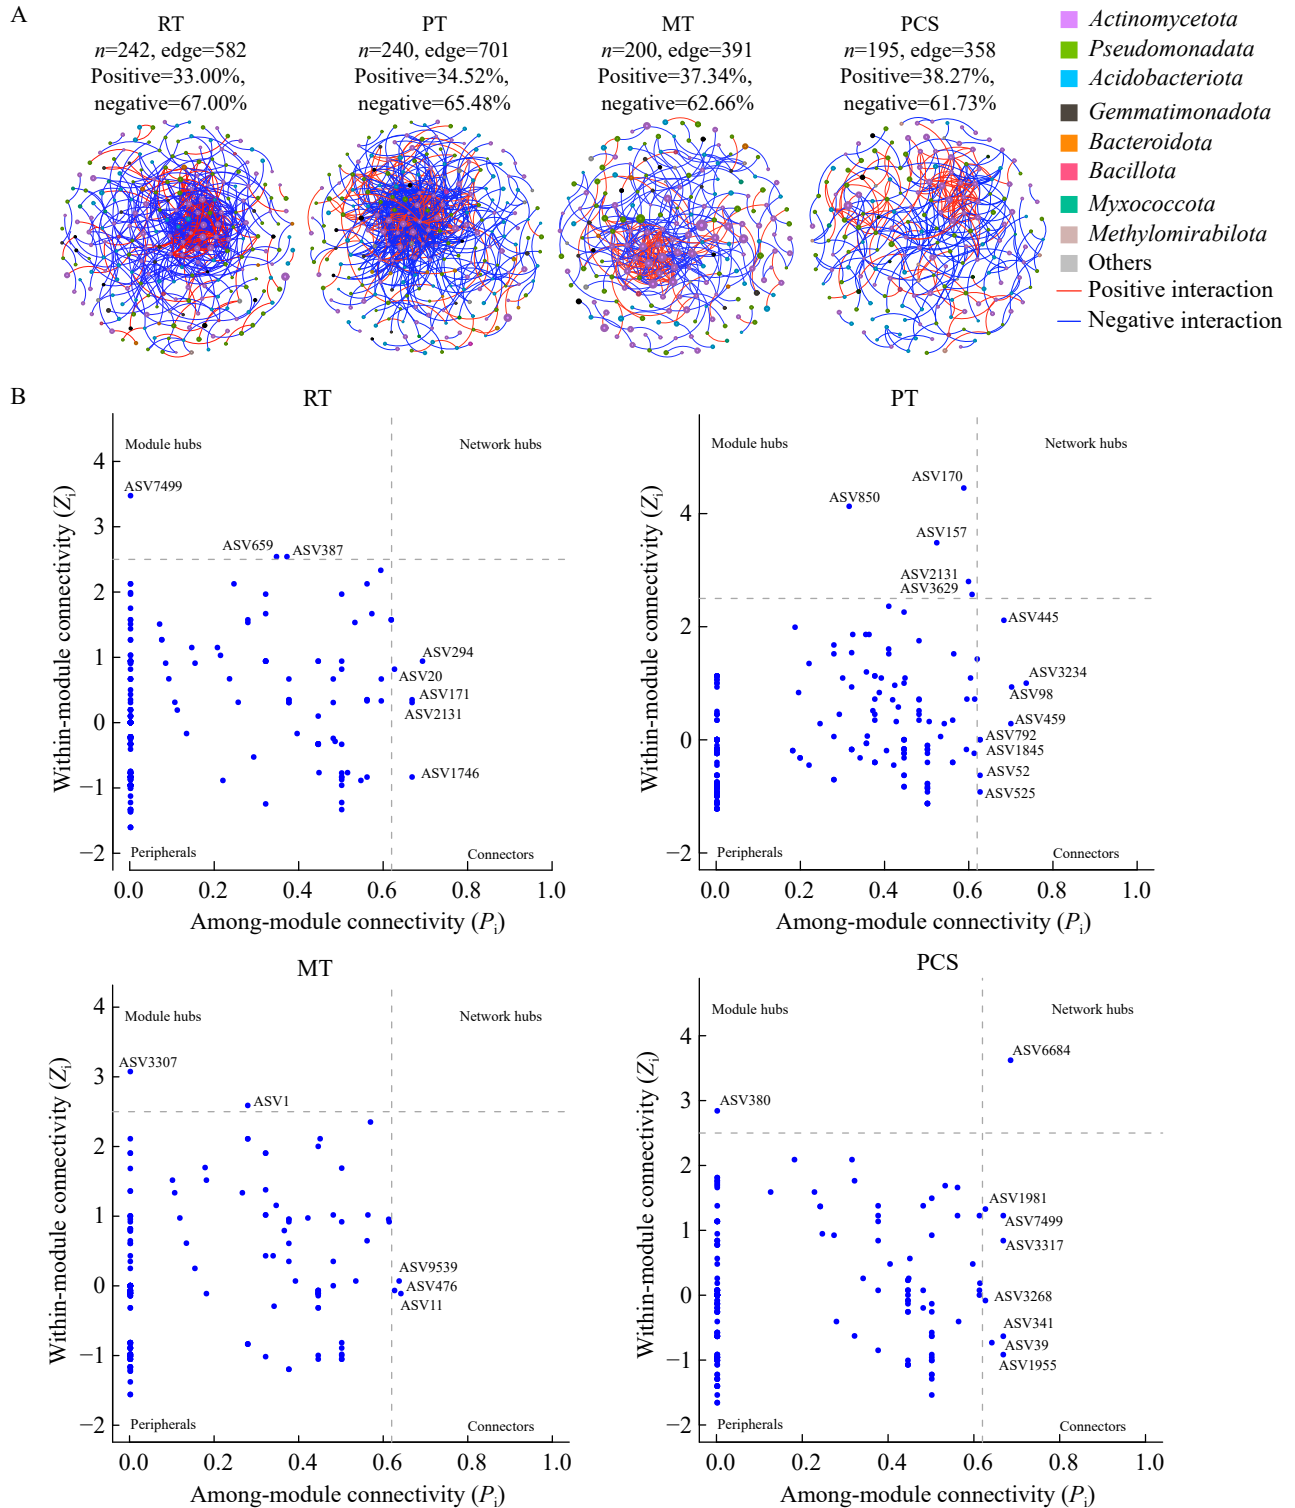 A
RT
n=242, edge=582
Positive=33.00%,
negative=67.00%
PT
n=240, edge=701
Positive=34.52%,
negative=65.48%
MT
n=200, edge=391
Positive=37.34%,
negative=62.66%
PCS
n=195, edge=358
Positive=38.27%,
negative=61.73%
Actinomycetota
Pseudomonadata
Acidobacteriota
Gemmatimonadota
Bacteroidota
Bacillota
Myxococcota
Methylomirabilota
Others
Positive interaction
Negative interaction
B
RT
Module hubs
Network hubs
ASV7499
ASV659
ASV387
ASV294
ASV20
ASV171
ASV2131
ASV1746
Peripherals
Connectors
4
3
2
1
0
−1
−2
0.0 0.2 0.4 0.6 0.8 1.0
Within-module connectivity (Zi)
Among-module connectivity (Pi)
PT
Module hubs
Network hubs
ASV170
ASV850
ASV157
ASV2131
ASV3629
ASV445
ASV3234
ASV98
ASV459
ASV792
ASV1845
ASV52
ASV525
Peripherals
Connectors
4
2
0
−2
0.0 0.2 0.4 0.6 0.8 1.0
Within-module connectivity (Zi)
Among-module connectivity (Pi)
MT
Module hubs
Network hubs
ASV3307
ASV1
ASV9539
ASV476
ASV11
Peripherals
Connectors
4
3
2
1
0
−1
−2
0.0 0.2 0.4 0.6 0.8 1.0
Within-module connectivity (Zi)
Among-module connectivity (Pi)
PCS
Module hubs
Network hubs
ASV6684
ASV380
ASV1981
ASV7499
ASV3317
ASV3268
ASV341
ASV39
ASV1955
Peripherals
Connectors
4
3
2
1
0
−1
−2
0.0 0.2 0.4 0.6 0.8 1.0
Within-module connectivity (Zi)
Among-module connectivity (Pi)